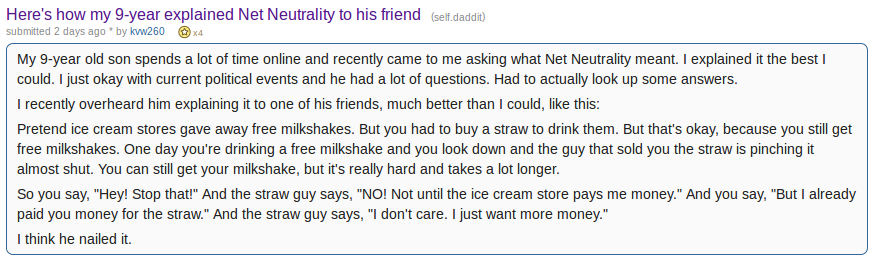 Here's how my 9-year explained Net Neutrality to his friend (self.daddit)
submitted 2 days ago * by kvw260 x4
My 9-year old son spends a lot of time online and recently came to me asking what Net Neutrality meant. I explained it the best I
could. I just okay with current political events and he had a lot of questions. Had to actually look up some answers.
I recently overheard him explaining it to one of his friends, much better than I could, like this:
Pretend ice cream stores gave away free milkshakes. But you had to buy a straw to drink them. But that's okay, because you still get
free milkshakes. One day you're drinking a free milkshake and you look down and the guy that sold you the straw is pinching it
almost shut. You can still get your milkshake, but it's really hard and takes a lot longer.
So you say, "Hey! Stop that!" And the straw guy says, "NO! Not until the ice cream store pays me money." And you say, "But I already
paid you money for the straw." And the straw guy says, "I don't care. I just want more money."
I think he nailed it.